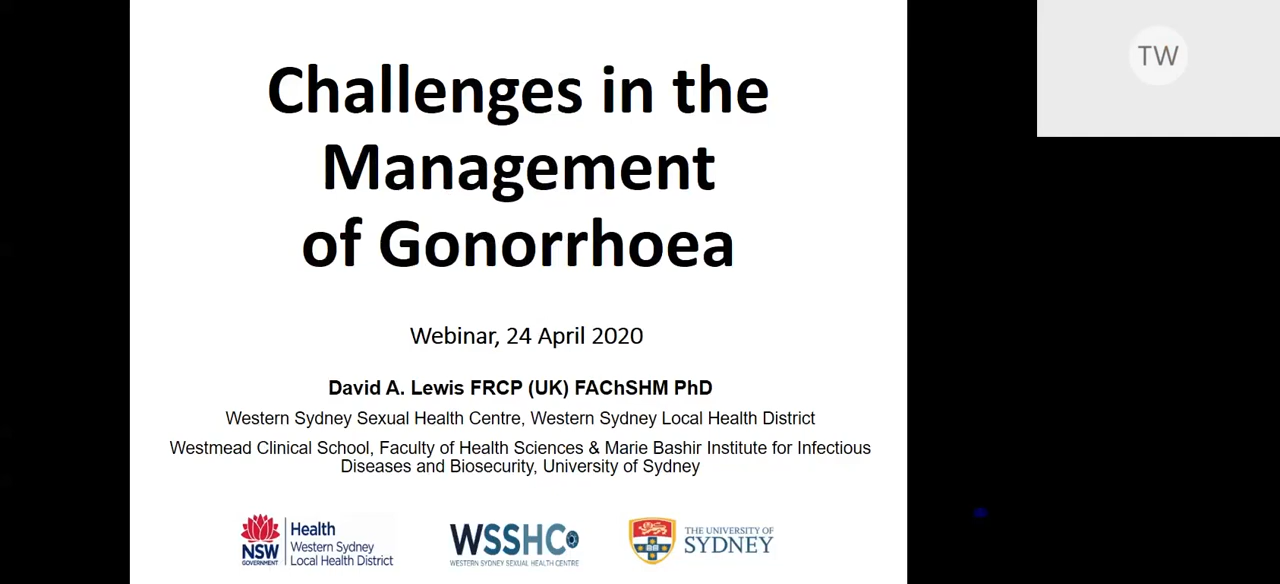 Challenges in the
Management
of Gonorrhoea
TW
Webinar, 24 April 2020
David A. Lewis FRCP (UK) FAChSHM PhD
Western Sydney Sexual Health Centre, Western Sydney Local Health District
Westmead Clinical School, Faculty of Health Sciences & Marie Bashir Institute for Infectious
Diseases and Biosecurity, University of Sydney
NSW
GOVERNMENT
Health
Western Sydney
Local Health District
WSSHC
WESTERN SYDNEY SEXUAL HEALTH CENTRE
THE UNIVERSITY OF
SYDNEY